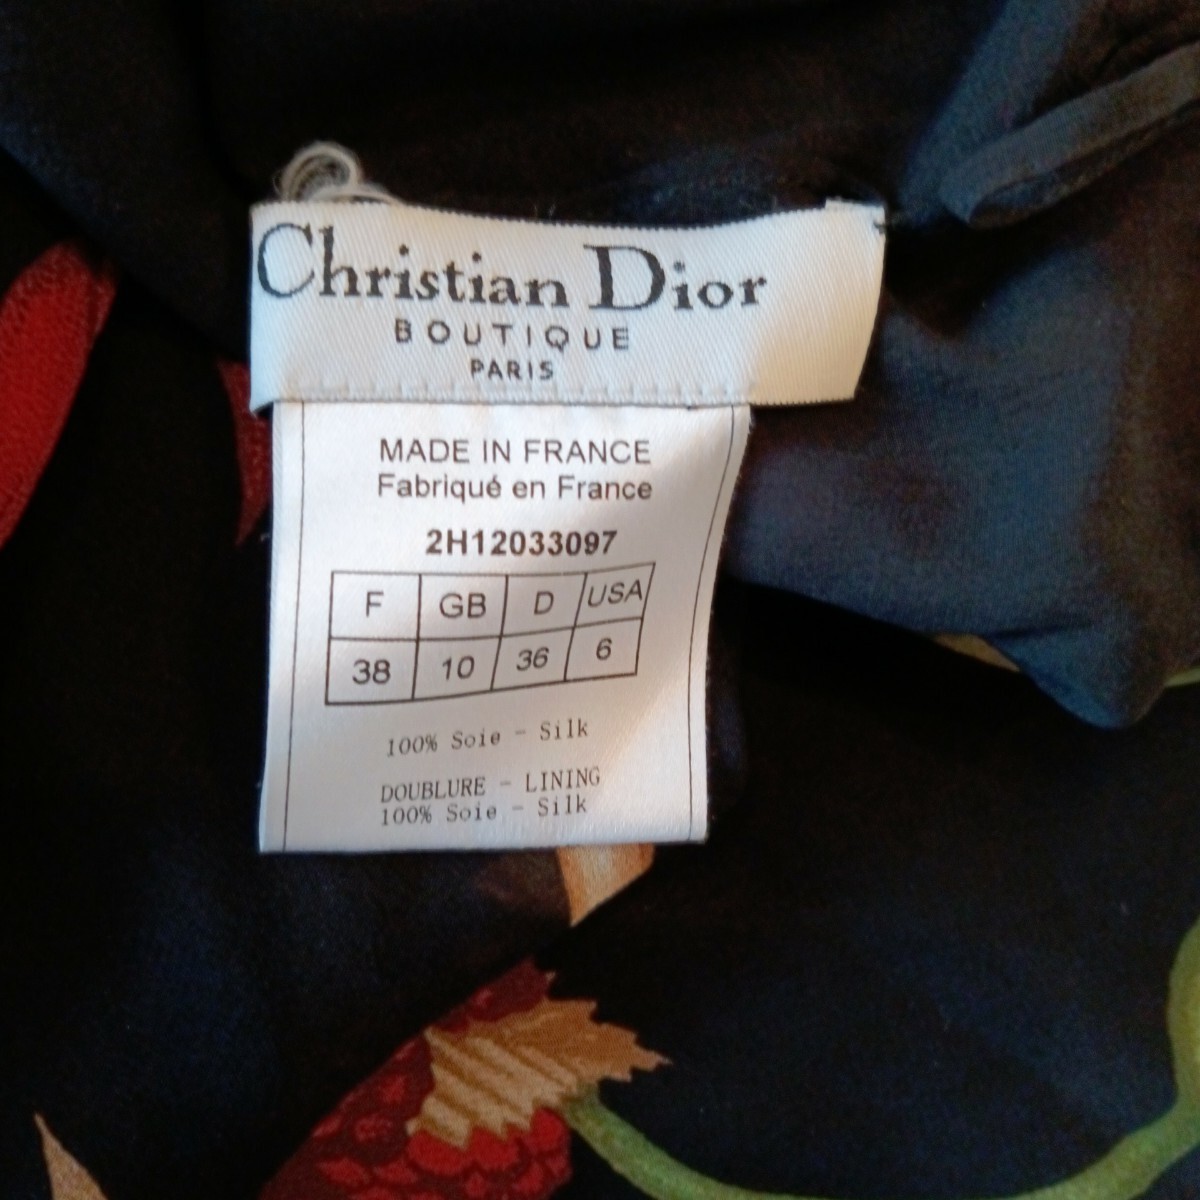 Christian Dior
BOUTIQUE
PARIS
MADE IN FRANCE
Fabriqué en France
2H12033097
F GB D USA
38 10 36 6
100% Soie - Silk
DOUBLURE - LINING
100% Soie - Silk